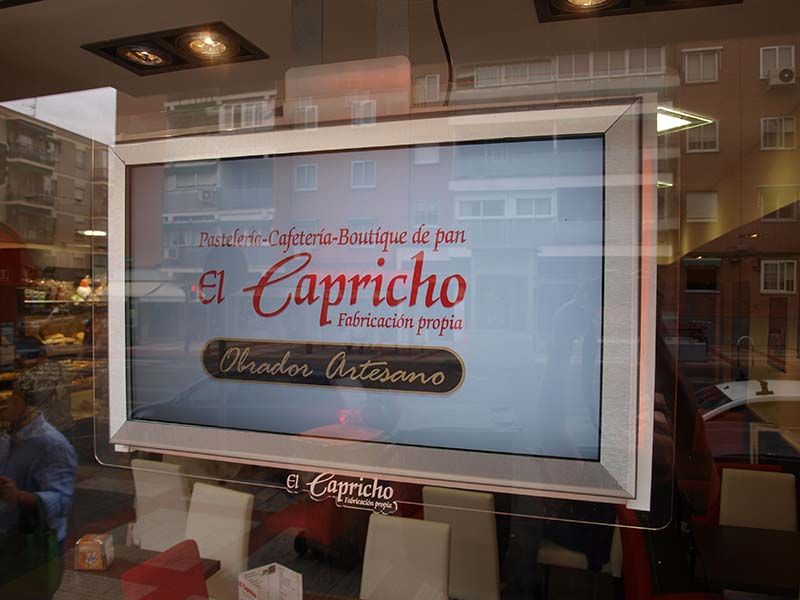 Pastelería-Cafetería-Boutique de pan
El Capricho
Fabricación propia
Obrador Artesano
El Capricho
Fabricación propia